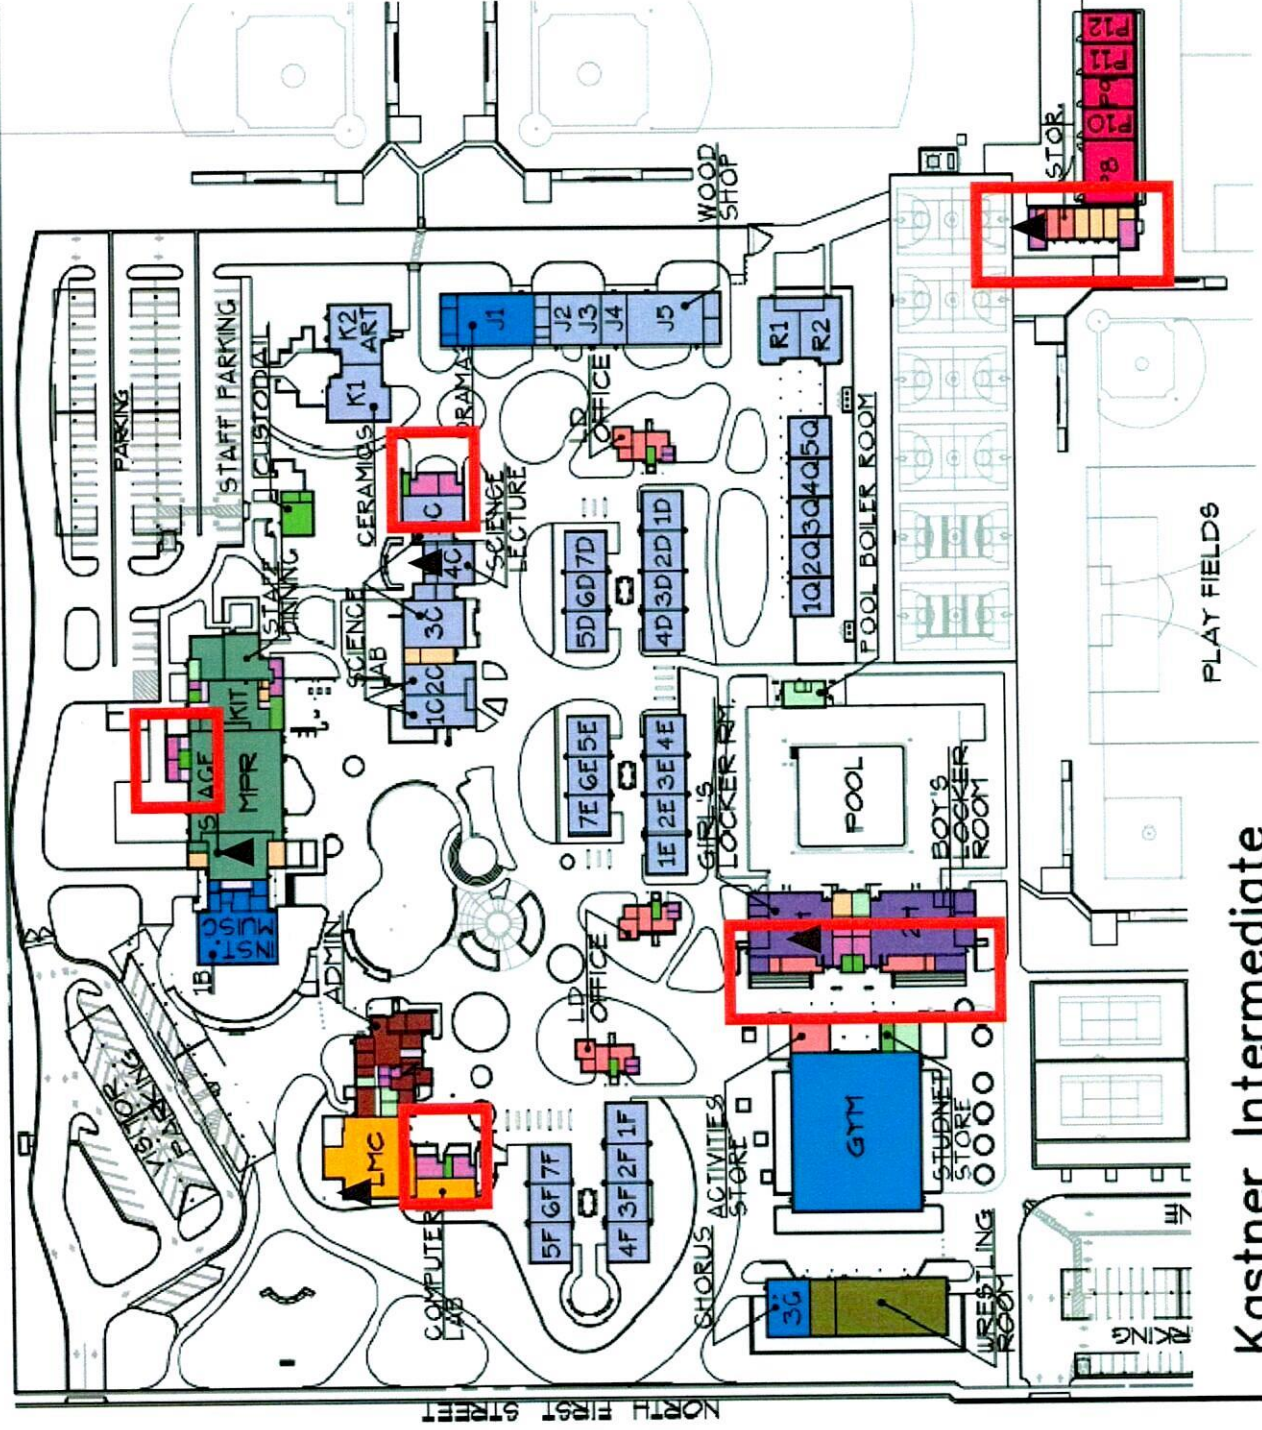 P12
P11
P9
P10
P8
STOR.
WOOD
SHOP
STAFF PARKING
PARKING
K2
ART
K1
J1
J2
J3
J4
J5
R1
R2
CERAMICS
DRAMA
LD
OFFICE
SCIENCE
LECTURE
4C
3C
1C
2C
SCIENCE
LAB
STAFF
DINNING
KIT.
STAGE
MPR
INST.
MUISC
1B
ADMIN
5D
6D
7D
4D
3D
2D
1D
1Q
2Q
3Q
4Q
5Q
POOL BOILER ROOM
PLAY FIELDS
7E
6E
5E
1E
2E
3E
4E
GIRL'S
LOCKER RM.
POOL
BOY'S
LOCKER
ROOM
LD
OFFICE
VISITOR
PARKING
LMC
COMPUTER
LAB
5F
6F
7F
4F
3F
2F
1F
ACTIVITIES
STORE
GYM
STUDNET
STORE
CHORUS
3G
WRESTLING
ROOM
NORTH FIRST STREET
Kastner Intermediate